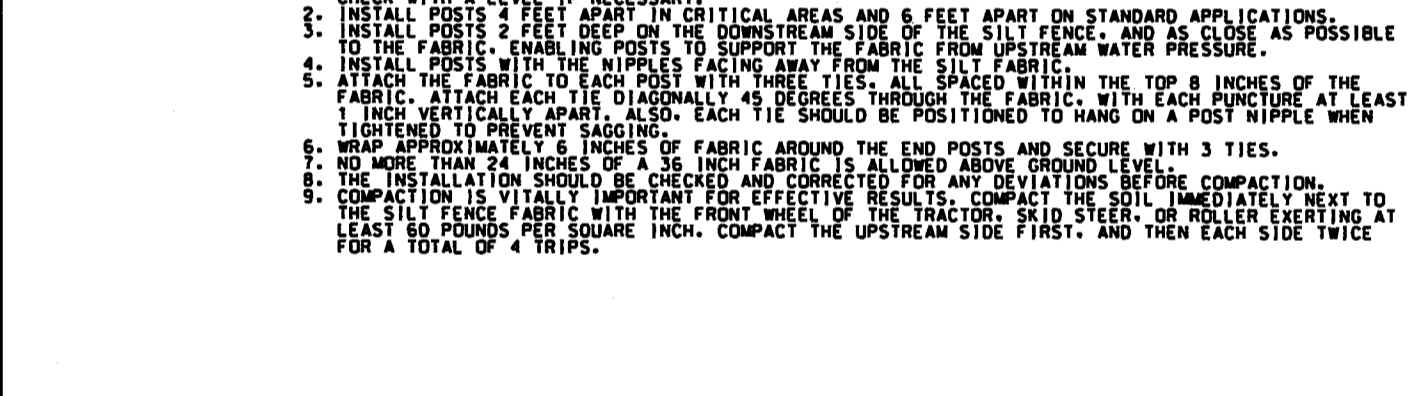 CHECK WITH A LEVEL IF NECESSARY.
2. INSTALL POSTS 4 FEET APART IN CRITICAL AREAS AND 6 FEET APART ON STANDARD APPLICATIONS.
3. INSTALL POSTS 2 FEET DEEP ON THE DOWNSTREAM SIDE OF THE SILT FENCE. AND AS CLOSE AS POSSIBLE
TO THE FABRIC. ENABLING POSTS TO SUPPORT THE FABRIC FROM UPSTREAM WATER PRESSURE.
4. INSTALL POSTS WITH THE NIPPLES FACING AWAY FROM THE SILT FABRIC.
5. ATTACH THE FABRIC TO EACH POST WITH THREE TIES. ALL SPACED WITHIN THE TOP 8 INCHES OF THE
FABRIC. ATTACH EACH TIE DIAGONALLY 45 DEGREES THROUGH THE FABRIC. WITH EACH PUNCTURE AT LEAST
1 INCH VERTICALLY APART. ALSO. EACH TIE SHOULD BE POSITIONED TO HANG ON A POST NIPPLE WHEN
TIGHTENED TO PREVENT SAGGING.
6. WRAP APPROXIMATELY 6 INCHES OF FABRIC AROUND THE END POSTS AND SECURE WITH 3 TIES.
7. NO MORE THAN 24 INCHES OF A 36 INCH FABRIC IS ALLOWED ABOVE GROUND LEVEL.
8. THE INSTALLATION SHOULD BE CHECKED AND CORRECTED FOR ANY DEVIATIONS BEFORE COMPACTION.
9. COMPACTION IS VITALLY IMPORTANT FOR EFFECTIVE RESULTS. COMPACT THE SOIL IMMEDIATELY NEXT TO
THE SILT FENCE FABRIC WITH THE FRONT WHEEL OF THE TRACTOR. SKID STEER. OR ROLLER EXERTING AT
LEAST 60 POUNDS PER SQUARE INCH. COMPACT THE UPSTREAM SIDE FIRST. AND THEN EACH SIDE TWICE
FOR A TOTAL OF 4 TRIPS.